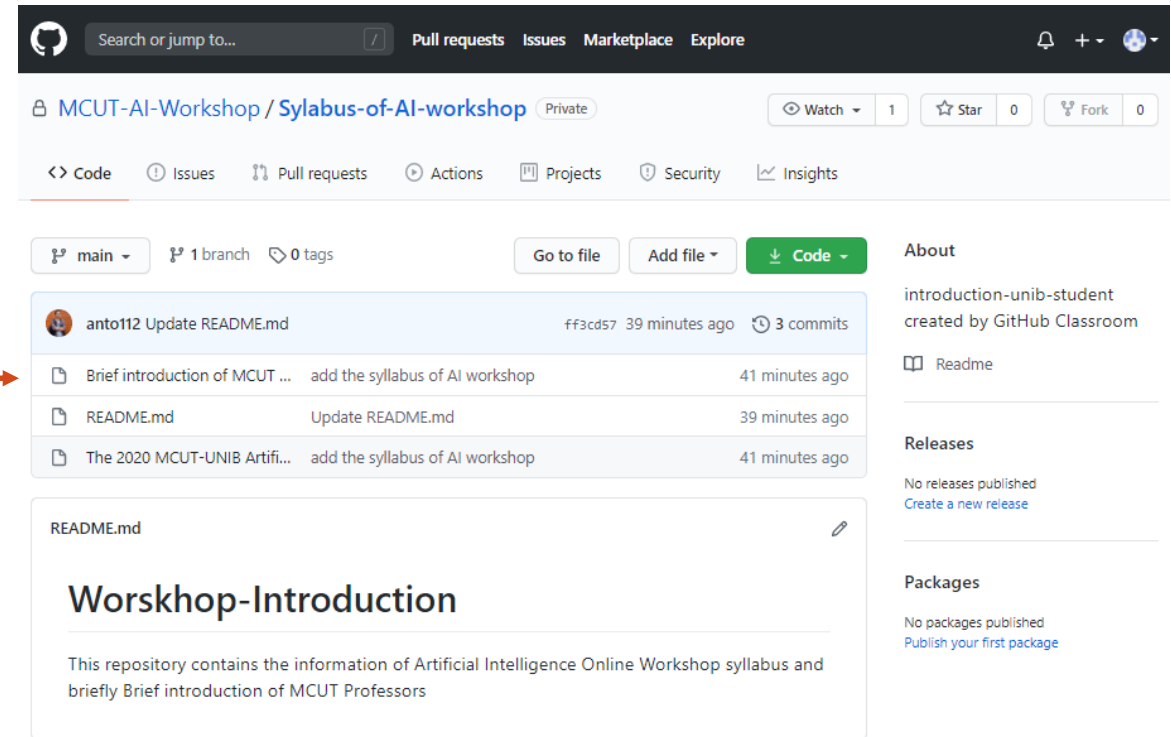 Search or jump to... / Pull requests Issues Marketplace Explore
MCUT-AI-Workshop / Sylabus-of-AI-workshop Private Watch 1 Star 0 Fork 0
Code Issues Pull requests Actions Projects Security Insights
main 1 branch 0 tags Go to file Add file Code
anto112 Update README.md ff3cd57 39 minutes ago 3 commits
Brief introduction of MCUT ... add the syllabus of AI workshop 41 minutes ago
README.md Update README.md 39 minutes ago
The 2020 MCUT-UNIB Artifi... add the syllabus of AI workshop 41 minutes ago
README.md
Worskhop-Introduction
This repository contains the information of Artificial Intelligence Online Workshop syllabus and
briefly Brief introduction of MCUT Professors
About
introduction-unib-student
created by GitHub Classroom
Readme
Releases
No releases published
Create a new release
Packages
No packages published
Publish your first package